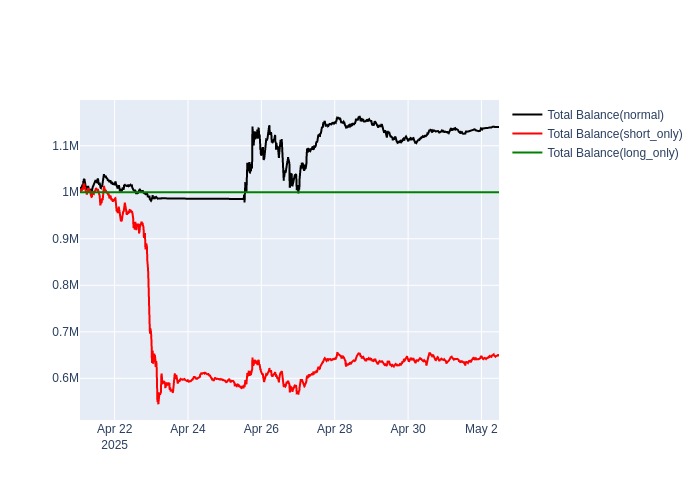 Total Balance(normal)
Total Balance(short_only)
Total Balance(long_only)
1.1M
1M
0.9M
0.8M
0.7M
0.6M
Apr 22 Apr 24 Apr 26 Apr 28 Apr 30 May 2
2025